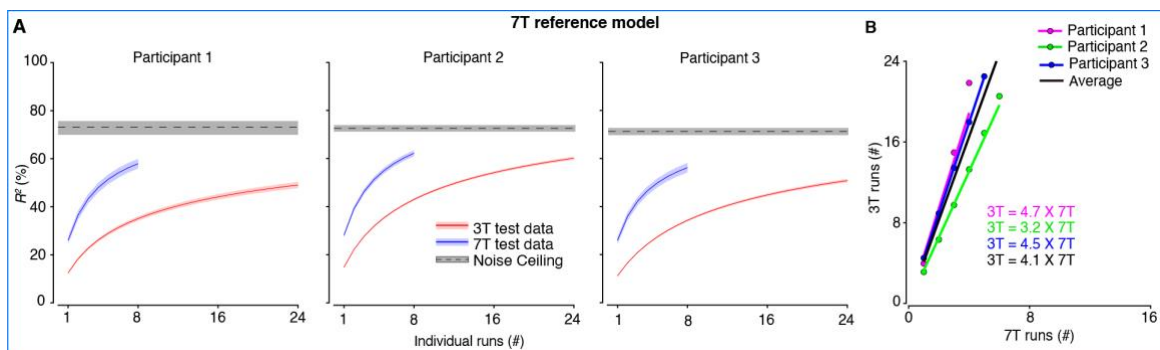 A
7T reference model
B
Participant 1
Participant 2
Participant 3
100
80
60
40
20
0
R² (%)
1
8
16
24
1
8
16
24
1
8
16
24
Individual runs (#)
3T test data
7T test data
Noise Ceiling
Participant 1
Participant 2
Participant 3
Average
24
16
8
0
3T runs (#)
3T = 4.7 X 7T
3T = 3.2 X 7T
3T = 4.5 X 7T
3T = 4.1 X 7T
0
8
16
7T runs (#)